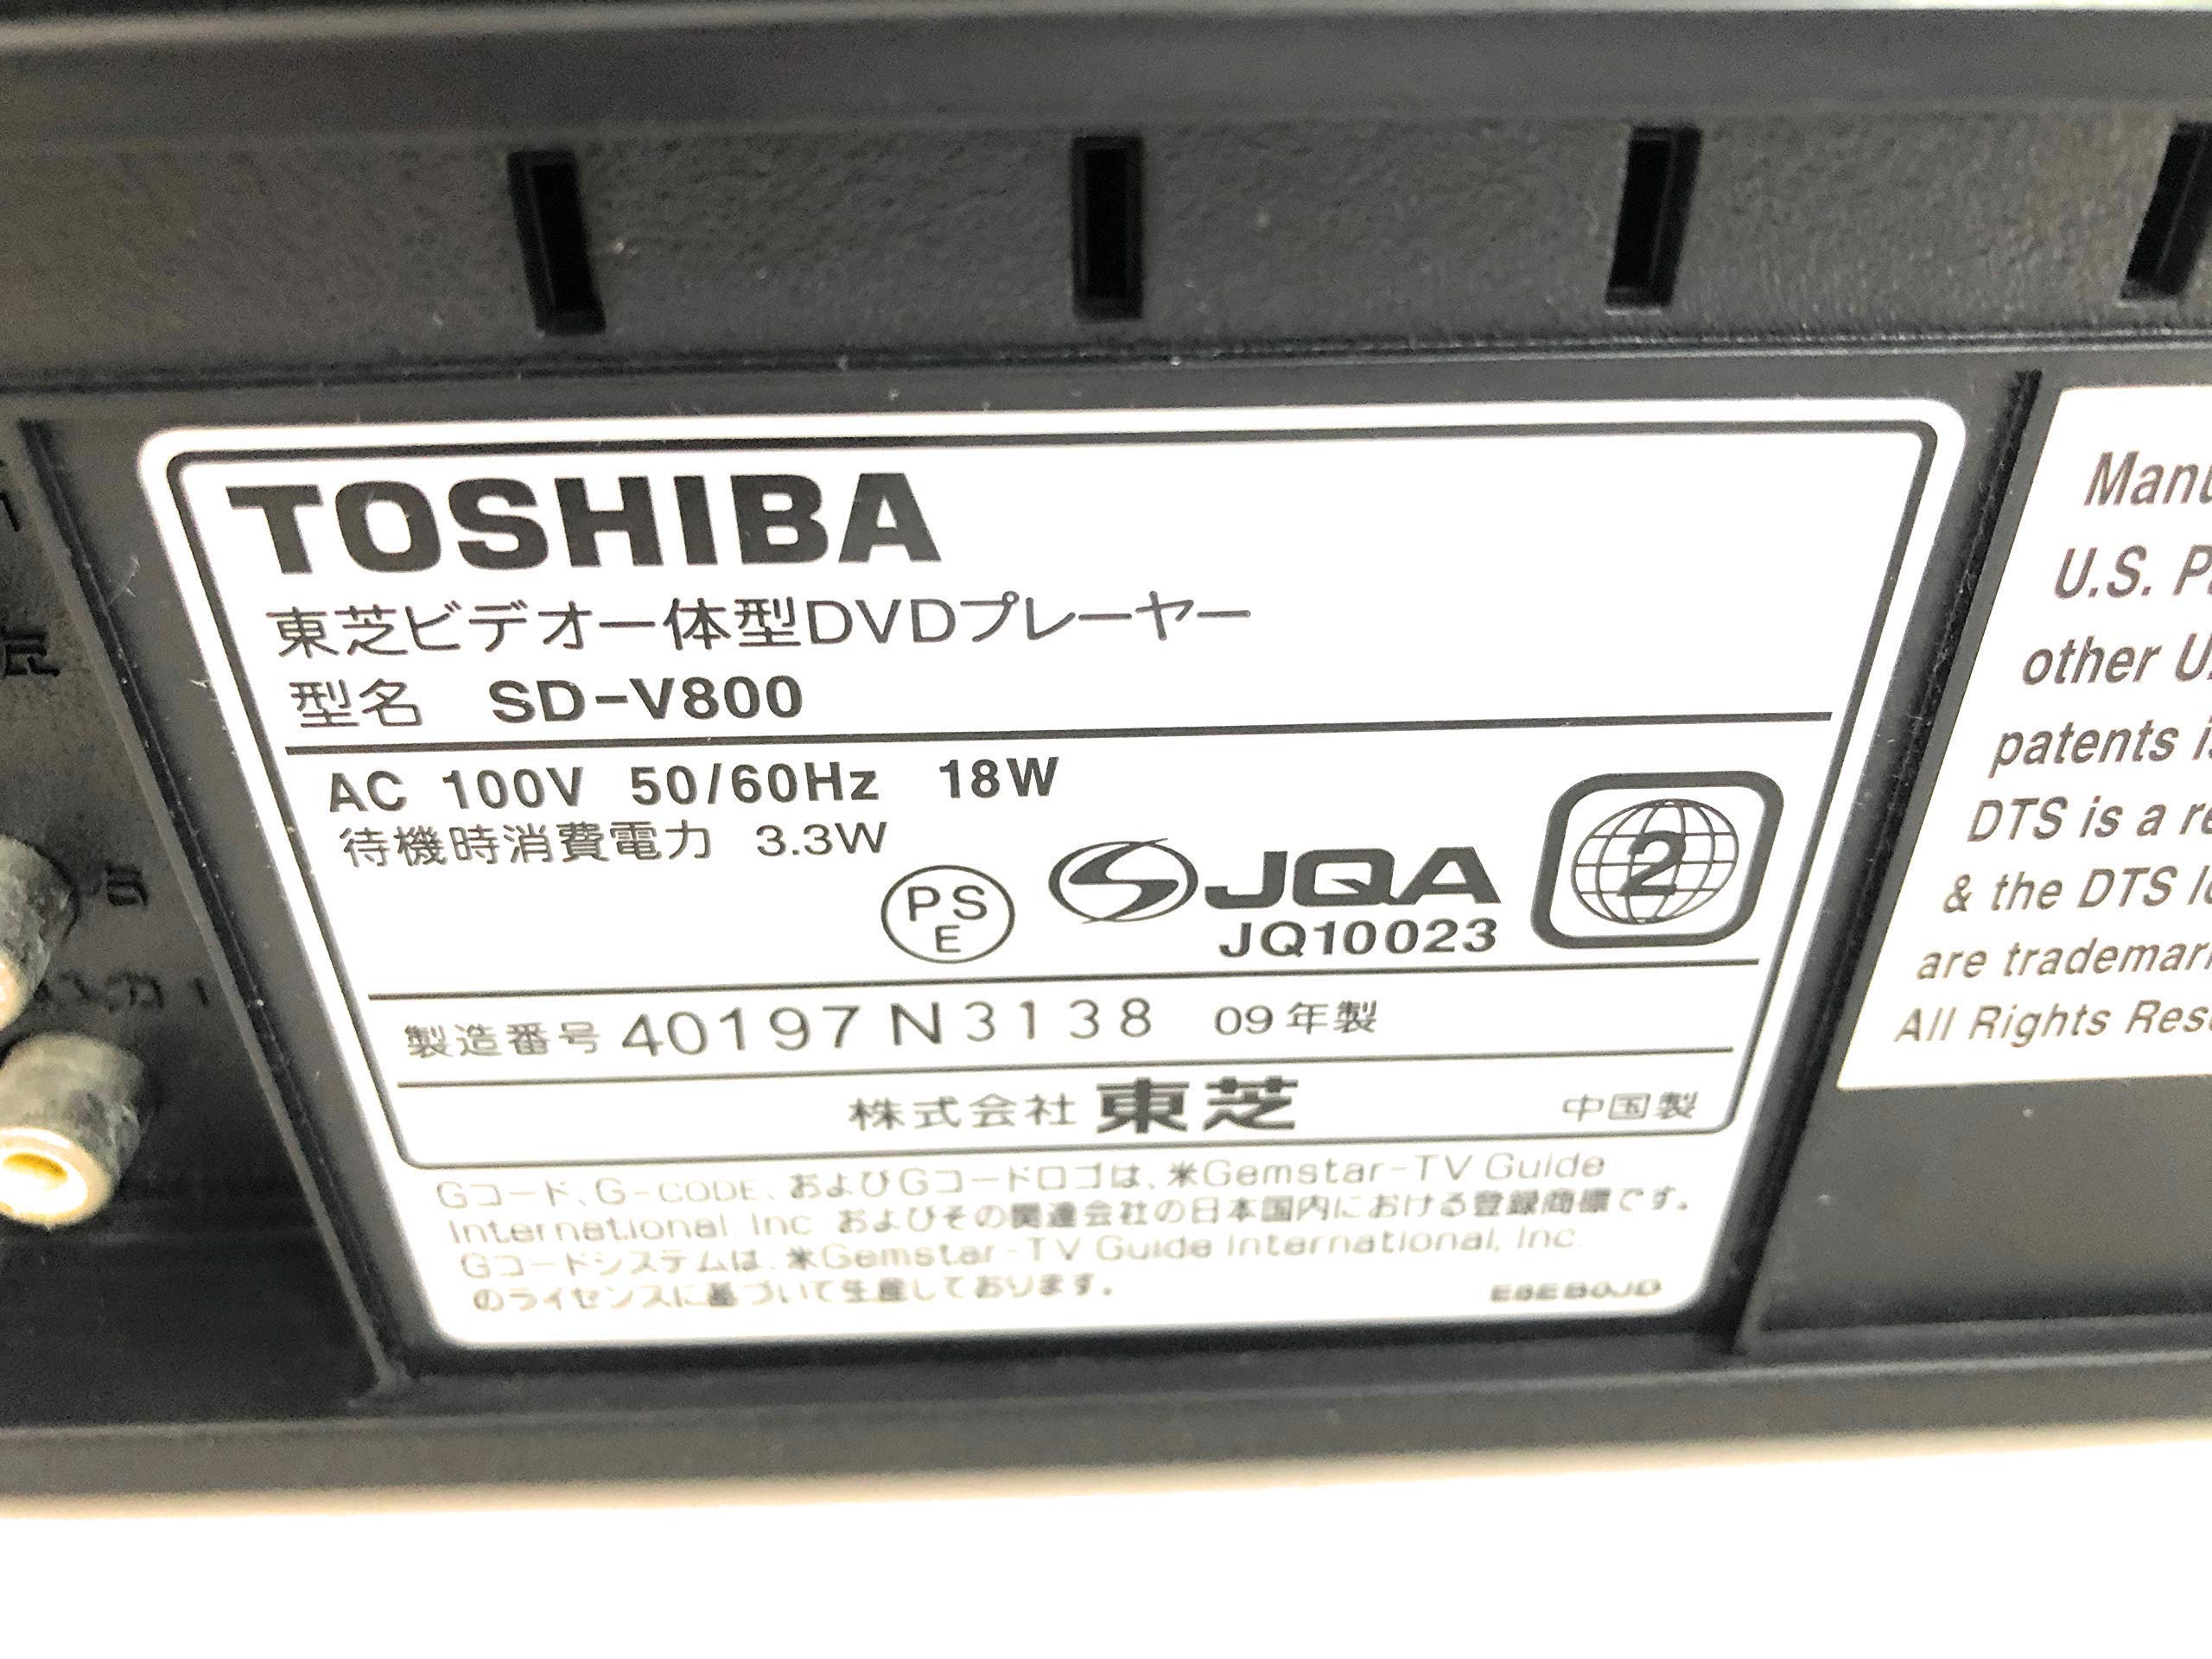 TOSHIBA
東芝ビデオ一体型DVDプレーヤー
型名 SD-V800
AC 100V 50/60Hz 18W
待機時消費電力 3.3W
PS
E
JQA
JQ10023
2
製造番号 40197N3138 09年製
株式会社 東芝 中国製
Gコード、G-CODE、およびGコードロゴは、米Gemstar-TV Guide
International, Inc およびその関連会社の日本国内における登録商標です。
Gコードシステムは、米Gemstar-TV Guide International, Inc.
のライセンスに基づいて生産しております。
U.S.
other
patents
DTS is a
& the DTS
are
All Rights